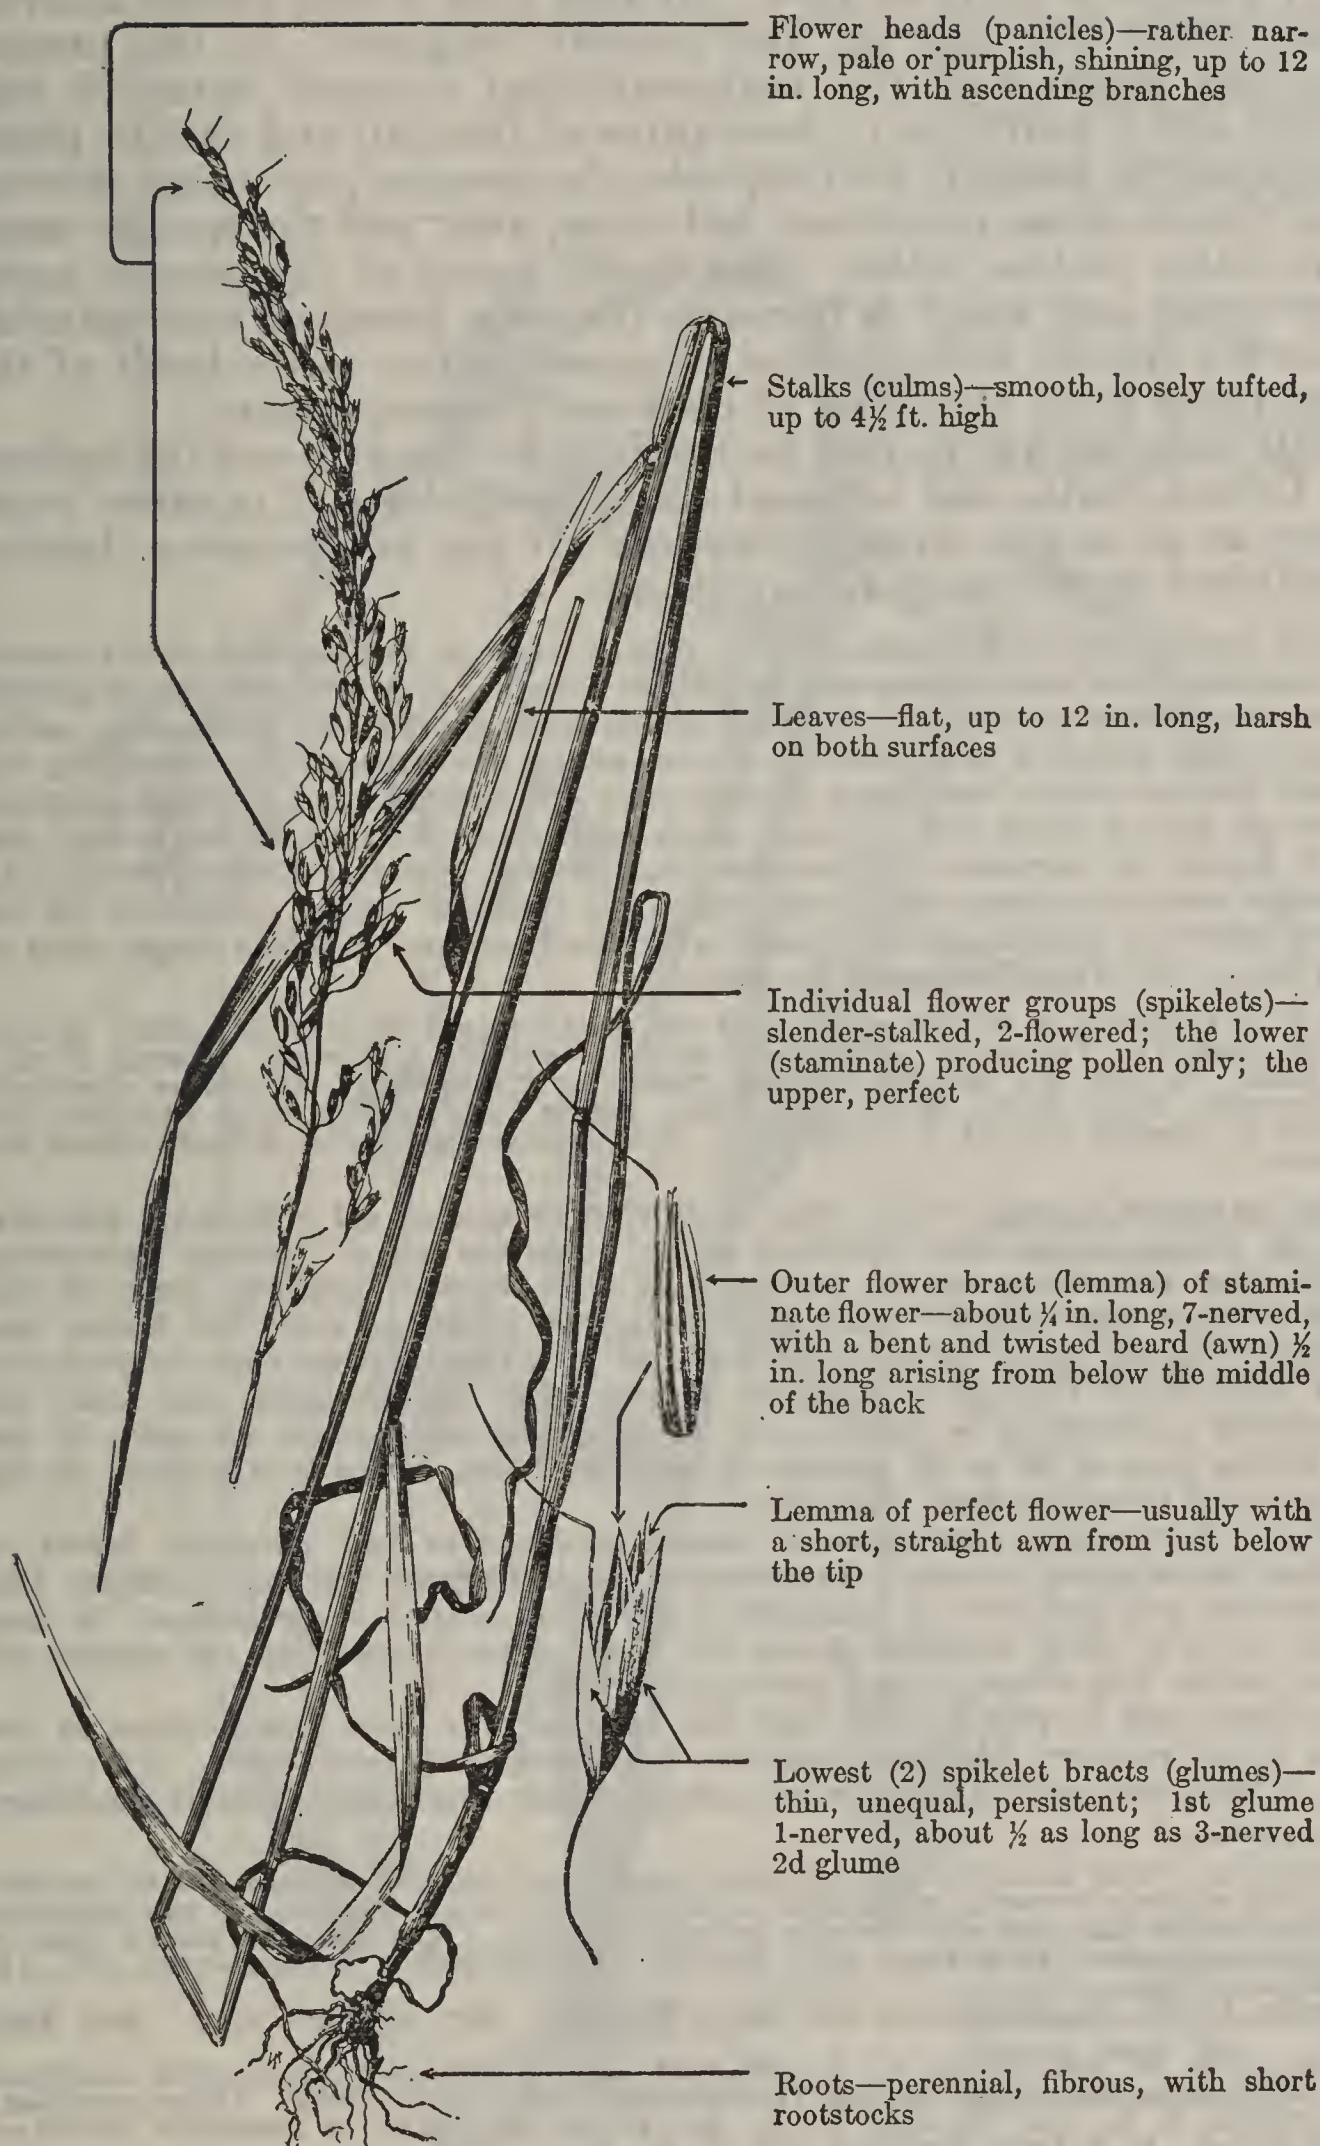 Flower heads (panicles)—rather nar-
row, pale or purplish, shining, up to 12
in. long, with ascending branches
Stalks (culms)—smooth, loosely tufted,
up to 4½ ft. high
Leaves—flat, up to 12 in. long, harsh
on both surfaces
Individual flower groups (spikelets)—
slender-stalked, 2-flowered; the lower
(staminate) producing pollen only; the
upper, perfect
Outer flower bract (lemma) of stami-
nate flower—about ¼ in. long, 7-nerved,
with a bent and twisted beard (awn) ½
in. long arising from below the middle
of the back
Lemma of perfect flower—usually with
a short, straight awn from just below
the tip
Lowest (2) spikelet bracts (glumes)—
thin, unequal, persistent; 1st glume
1-nerved, about ½ as long as 3-nerved
2d glume
Roots—perennial, fibrous, with short
rootstocks